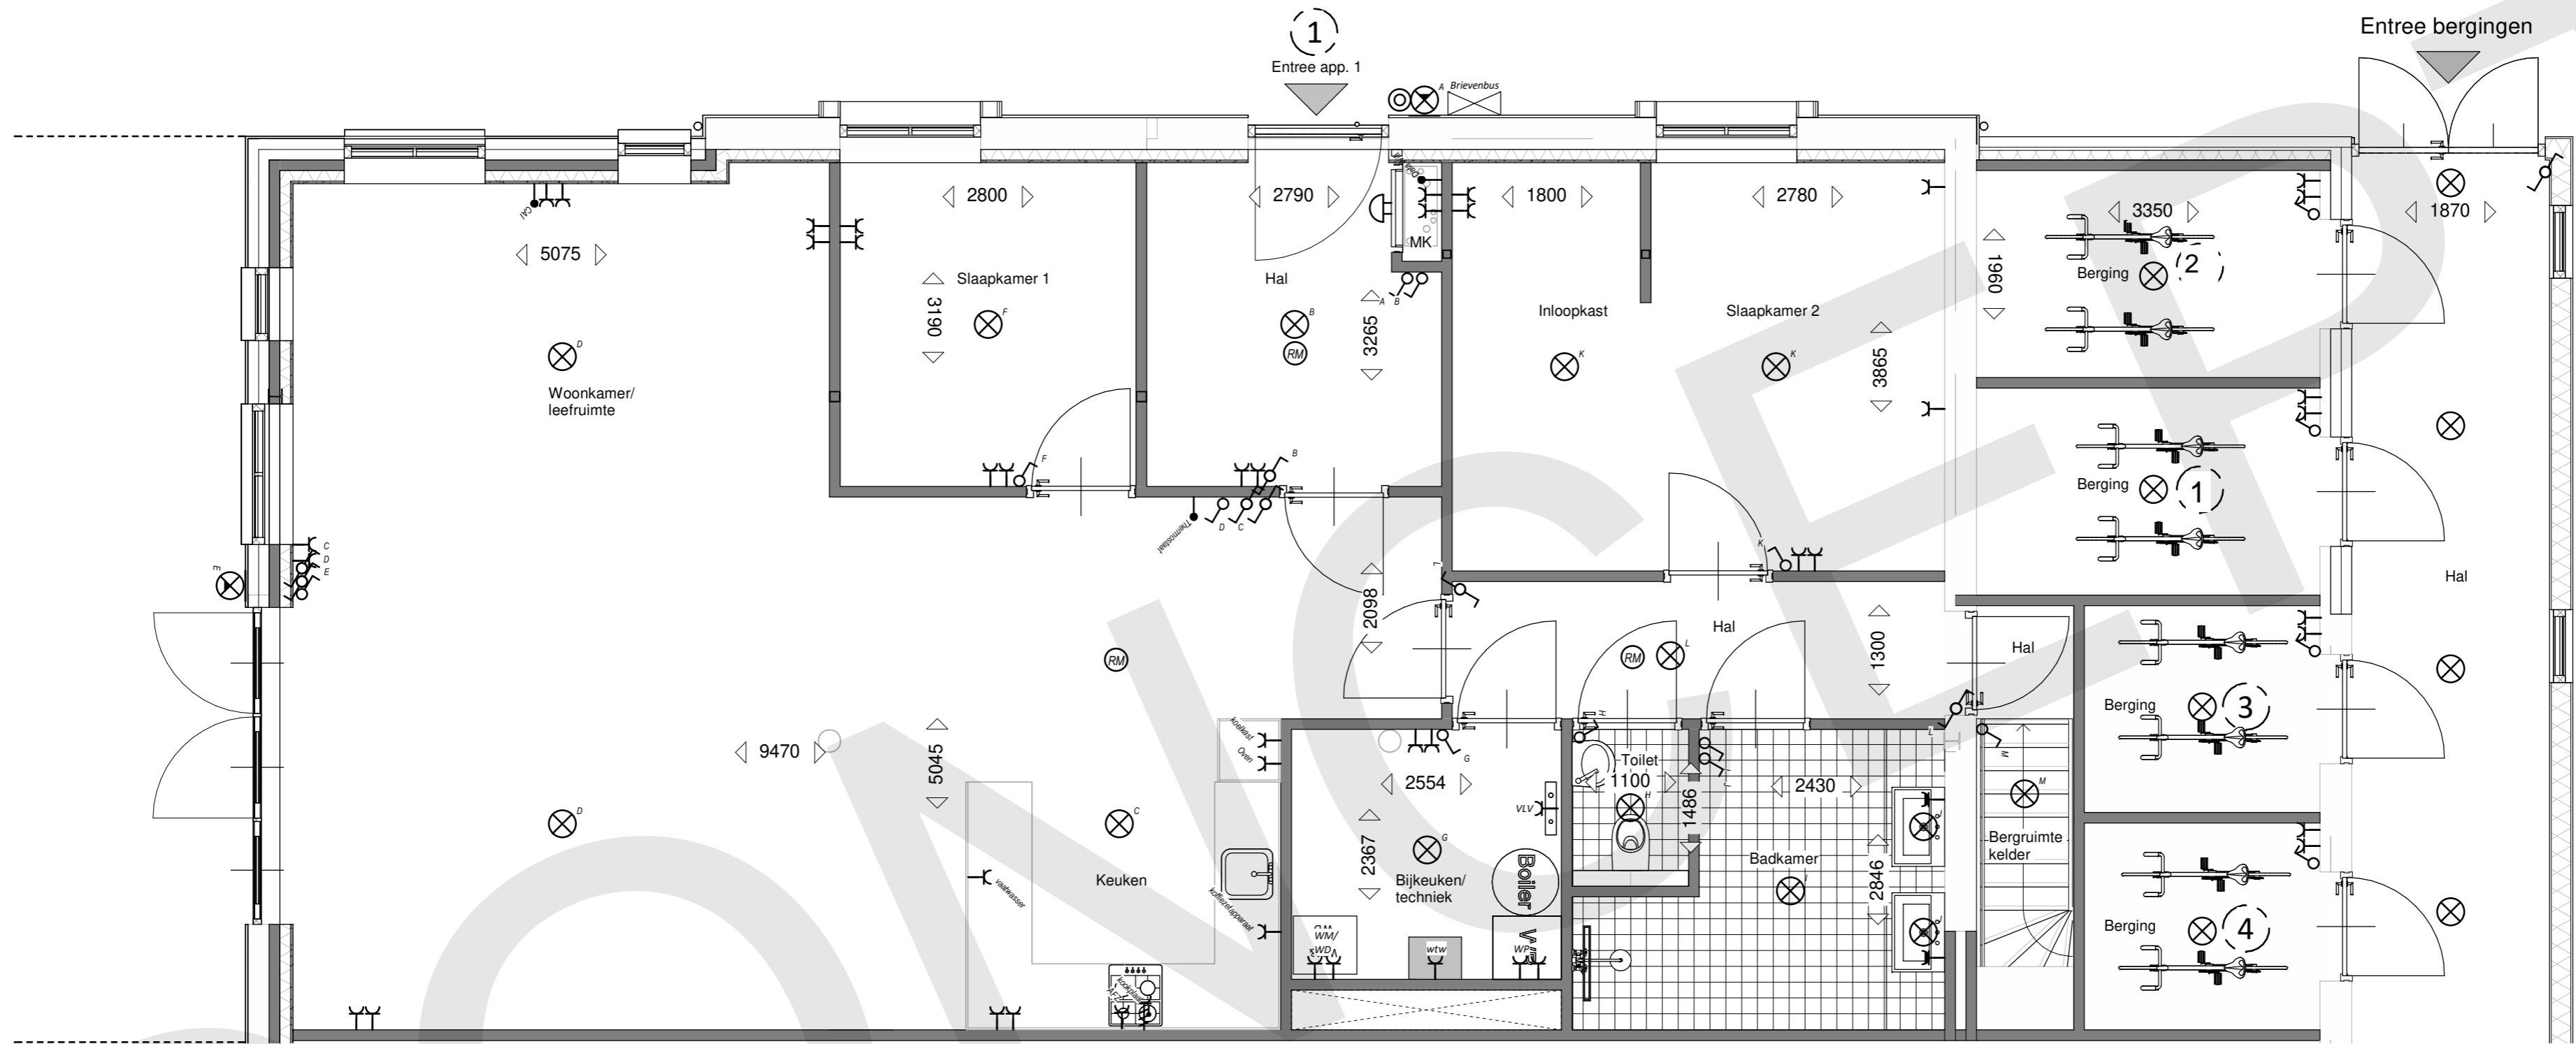 1
Entree app. 1
Entree bergingen
A
Brievenbus
2800
2790
1800
2780
3350
1870
5075
CAI
MK
Slaapkamer 1
Hal
3190
F
B
RM
A B
3265
Inloopkast
Slaapkamer 2
K
K
3865
1960
Berging
2
D
Woonkamer/
leefruimte
F
B
D
C
Thermostaat
K
Berging
1
C
D
E
E
Hal
2098
L
Hal
RM
L
1300
Hal
RM
9470
5045
koelkast
Oven
2554
G
H
Toilet
1100
H
1486
2430
L
M
M
Berging
3
D
C
VLV
2367
G
Boiler
Bijkeuken/
techniek
Badkamer
2846
Bergruimte
kelder
Keuken
vaatwasser
koffiezetapparaat
WM/
WD
wtw
WP
Berging
4
kookplaat
CONCEPT